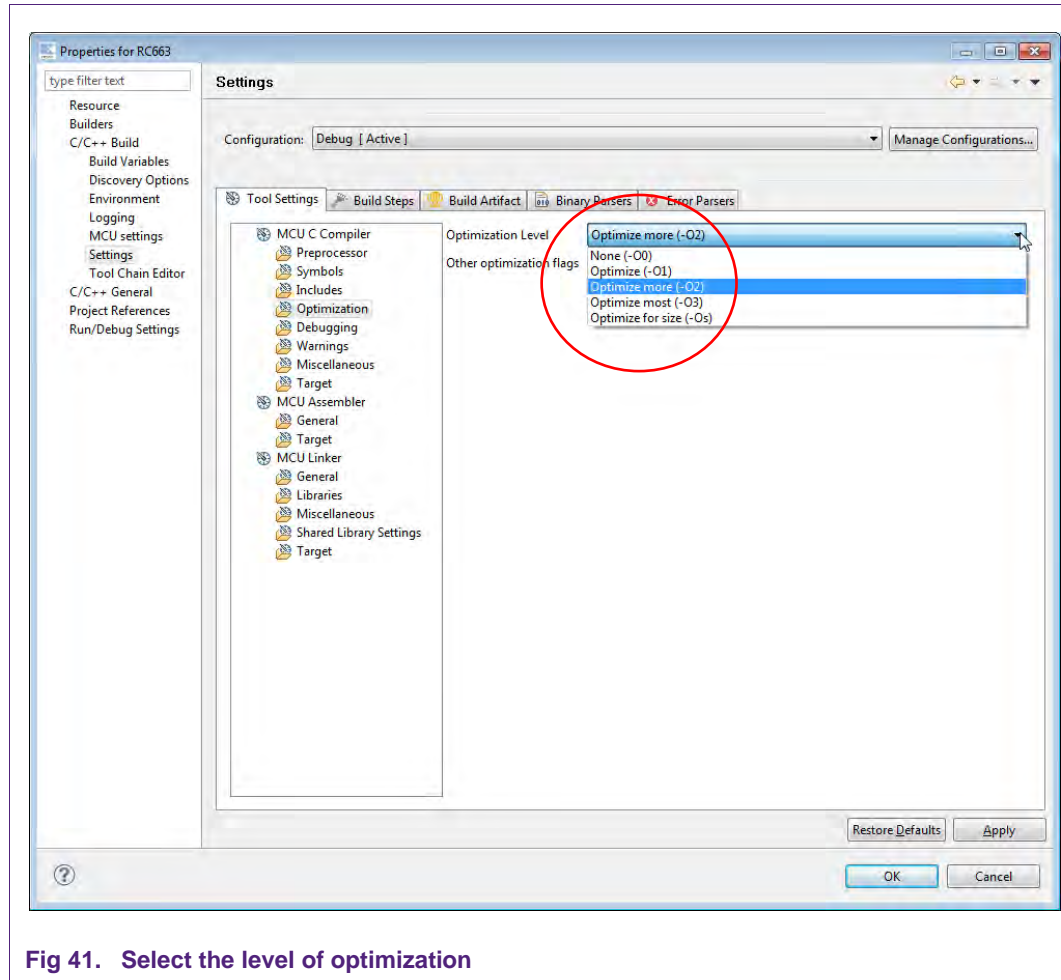 Properties for RC663
type filter text
Settings
Resource
Builders
C/C++ Build
Build Variables
Discovery Options
Environment
Logging
MCU settings
Settings
Tool Chain Editor
C/C++ General
Project References
Run/Debug Settings
Configuration: Debug [ Active ] Manage Configurations...
Tool Settings Build Steps Build Artifact Binary Parsers Error Parsers
MCU C Compiler
Preprocessor
Symbols
Includes
Optimization
Debugging
Warnings
Miscellaneous
Target
MCU Assembler
General
Target
MCU Linker
General
Libraries
Miscellaneous
Shared Library Settings
Target
Optimization Level Optimize more (-O2)
Other optimization flags
None (-O0)
Optimize (-O1)
Optimize more (-O2)
Optimize most (-O3)
Optimize for size (-Os)
Restore Defaults Apply
? OK Cancel
Fig 41. Select the level of optimization